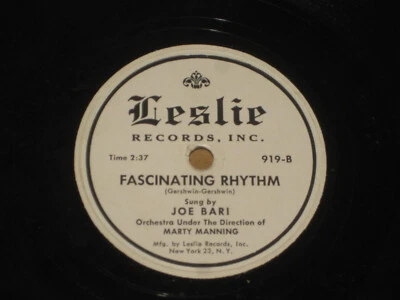 Leslie
RECORDS, INC.
Time 2:37 919-B
FASCINATING RHYTHM
(Gershwin-Gershwin)
Sung by
JOE BARI
Orchestra Under The Direction of
MARTY MANNING
Mfg. by Leslie Records, Inc.
New York 23, N. Y.